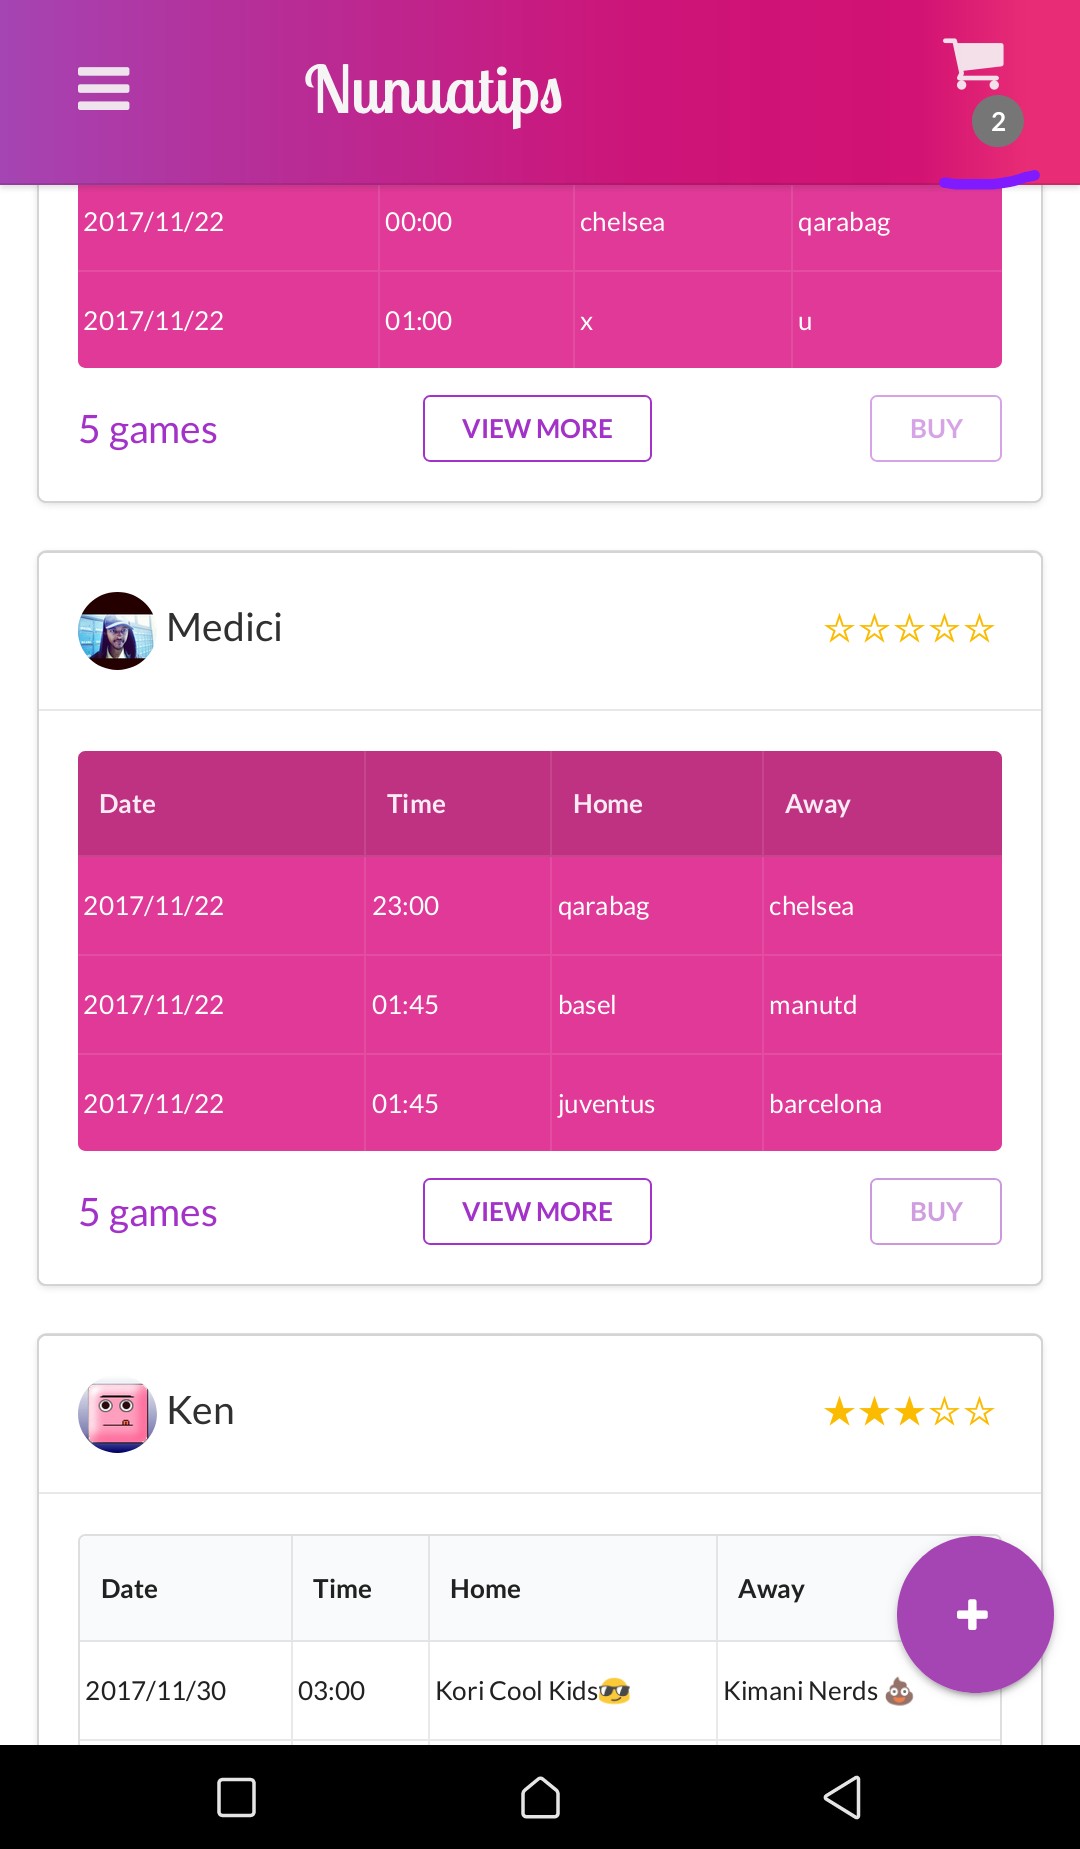 Nunuatips
2
2017/11/22 00:00 chelsea qarabag
2017/11/22 01:00 x u
5 games VIEW MORE BUY
Medici ☆☆☆☆☆
Date Time Home Away
2017/11/22 23:00 qarabag chelsea
2017/11/22 01:45 basel manutd
2017/11/22 01:45 juventus barcelona
5 games VIEW MORE BUY
Ken ★★★☆☆
Date Time Home Away
2017/11/30 03:00 Kori Cool Kids😎 Kimani Nerds 💩